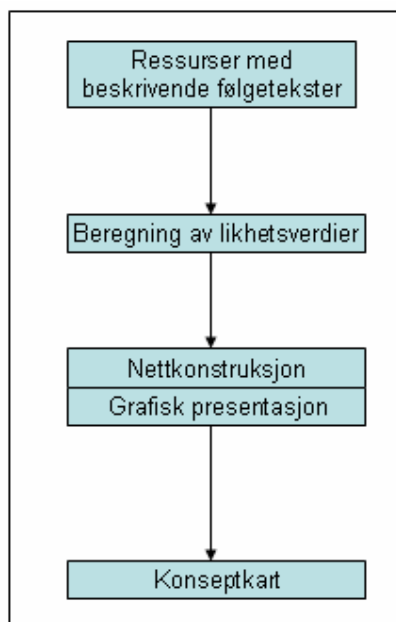 Ressurser med
beskrivende følgetekster
Beregning av likhetsverdier
Nettkonstruksjon
Grafisk presentasjon
Konseptkart